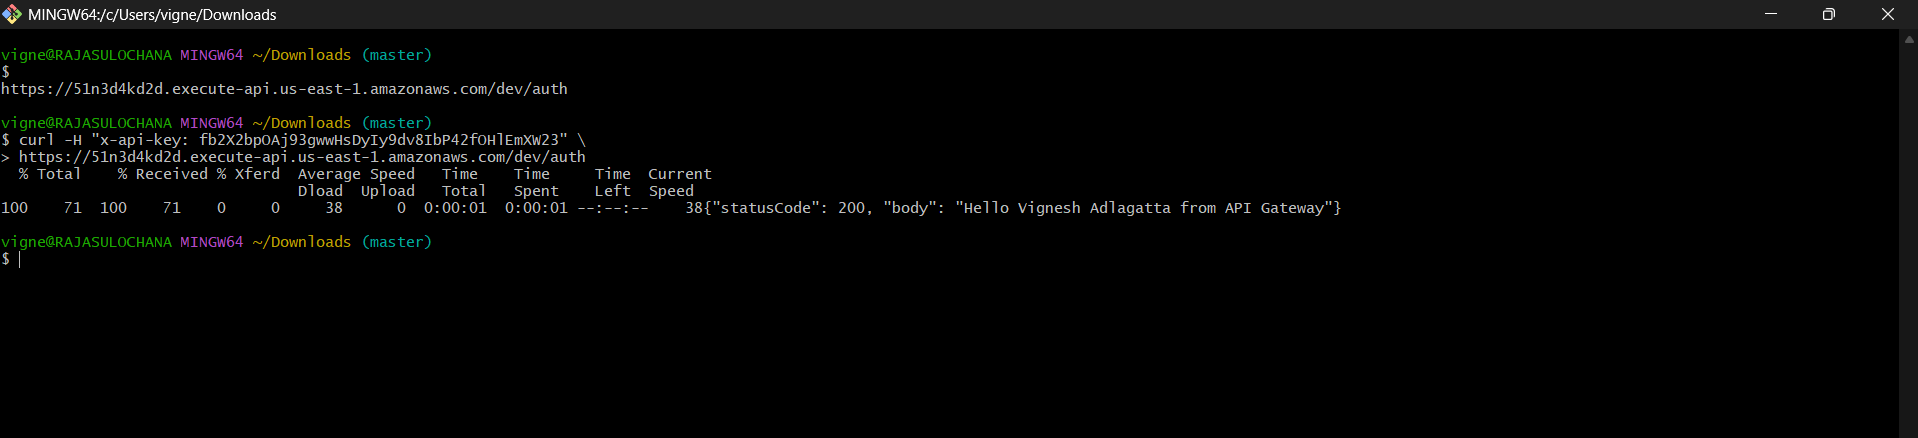 MINGW64:/c/Users/vigne/Downloads
vigne@RAJASULOCHANA MINGW64 ~/Downloads (master)
$
https://51n3d4kd2d.execute-api.us-east-1.amazonaws.com/dev/auth
vigne@RAJASULOCHANA MINGW64 ~/Downloads (master)
$ curl -H "x-api-key: fb2X2bpOAj93gwwHsDyIy9dv8IbP42fOHlEmXW23" \
> https://51n3d4kd2d.execute-api.us-east-1.amazonaws.com/dev/auth
% Total % Received % Xferd Average Speed Time Time Time Current
Dload Upload Total Spent Left Speed
100 71 100 71 0 0 38 0 0:00:01 0:00:01 --:--:-- 38{"statusCode": 200, "body": "Hello Vignesh Adlagatta from API Gateway"}
vigne@RAJASULOCHANA MINGW64 ~/Downloads (master)
$